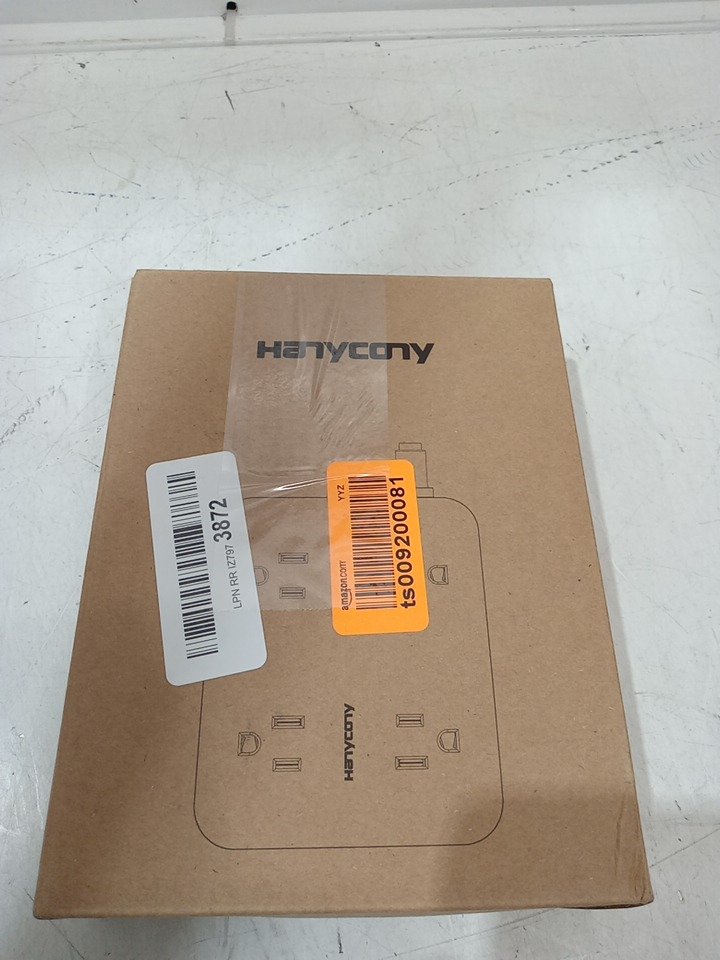 Hanycony
LPN RR IZ797
3872
YYZ
amazon.com
ts009200081
Hanycony